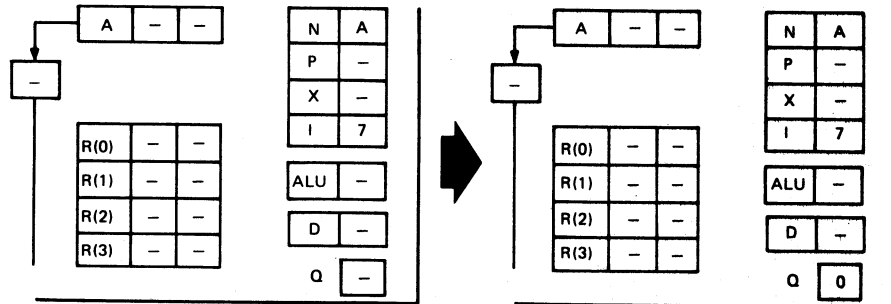 A – –
–
N A
P –
X –
I 7
R(0) – –
R(1) – –
R(2) – –
R(3) – –
ALU –
D –
Q –
A – –
–
N A
P –
X –
I 7
R(0) – –
R(1) – –
R(2) – –
R(3) – –
ALU –
D –
Q 0